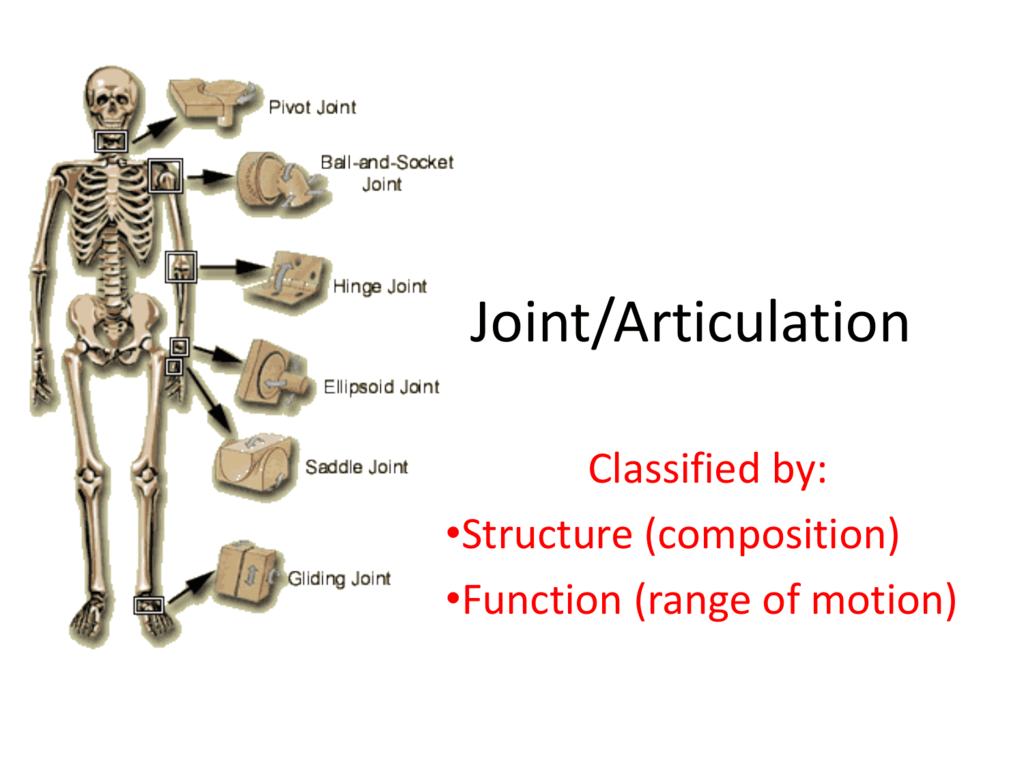 Pivot Joint
Ball-and-Socket
Joint
Hinge Joint
Ellipsoid Joint
Saddle Joint
Gliding Joint
Joint/Articulation
Classified by:
•Structure (composition)
•Function (range of motion)